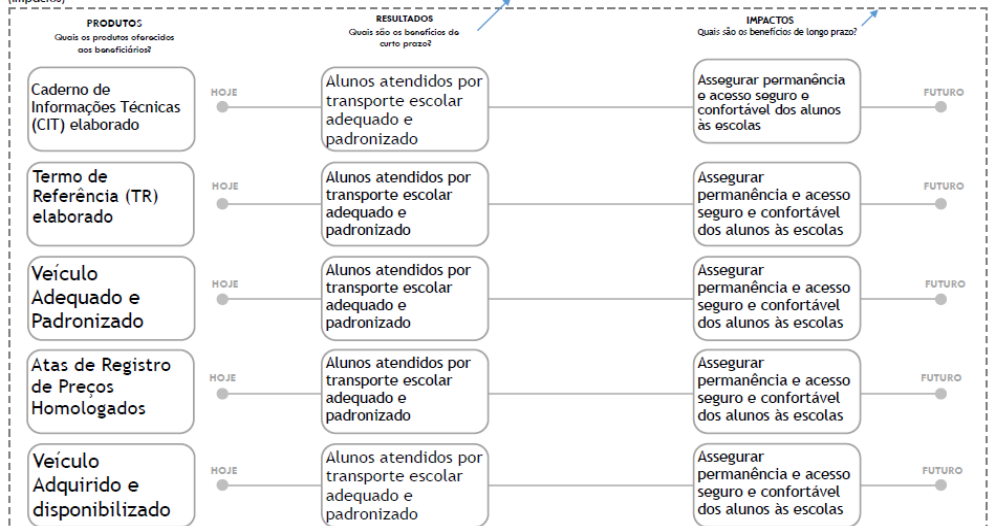 (impactos)
PRODUTOS
Quais os produtos oferecidos
aos beneficiários?
RESULTADOS
Quais são os benefícios de
curto prazo?
IMPACTOS
Quais são os benefícios de longo prazo?
Caderno de
Informações Técnicas
(CIT) elaborado
HOJE
Alunos atendidos por
transporte escolar
adequado e
padronizado
Assegurar permanência
e acesso seguro e
confortável dos alunos
às escolas
FUTURO
Termo de
Referência (TR)
elaborado
HOJE
Alunos atendidos por
transporte escolar
adequado e
padronizado
Assegurar
permanência e acesso
seguro e confortável
dos alunos às escolas
FUTURO
Veículo
Adequado e
Padronizado
HOJE
Alunos atendidos por
transporte escolar
adequado e
padronizado
Assegurar
permanência e acesso
seguro e confortável
dos alunos às escolas
FUTURO
Atas de Registro
de Preços
Homologados
HOJE
Alunos atendidos por
transporte escolar
adequado e
padronizado
Assegurar
permanência e acesso
seguro e confortável
dos alunos às escolas
FUTURO
Veículo
Adquirido e
disponibilizado
HOJE
Alunos atendidos por
transporte escolar
adequado e
padronizado
Assegurar
permanência e acesso
seguro e confortável
dos alunos às escolas
FUTURO